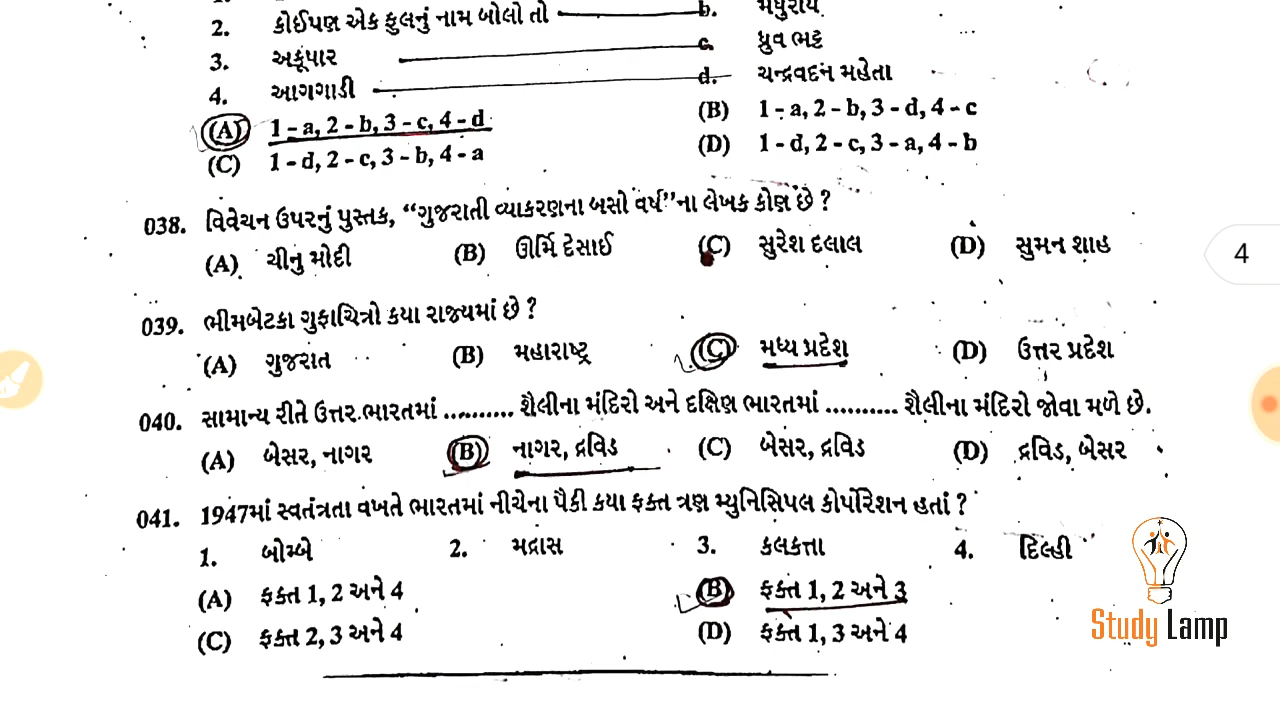 2. કોઈપણ એક ફુલનું નામ બોલો તો b. મધુરાય
3. અકૂપાર c. ધ્રુવ ભટ્ટ
4. આગગાડી d. ચન્દ્રવદન મહેતા
(A) 1 – a, 2 – b, 3 – c, 4 – d (B) 1 – a, 2 – b, 3 – d, 4 – c
(C) 1 – d, 2 – c, 3 – b, 4 – a (D) 1 – d, 2 – c, 3 – a, 4 – b
038. વિવેચન ઉપરનું પુસ્તક, “ગુજરાતી વ્યાકરણના બસો વર્ષ”ના લેખક કોણ છે ?
(A) ચીનુ મોદી (B) ઊર્મિ દેસાઈ (C) સુરેશ દલાલ (D) સુમન શાહ
4
039. ભીમબેટકા ગુફાચિત્રો કયા રાજ્યમાં છે ?
(A) ગુજરાત (B) મહારાષ્ટ્ર (C) મધ્ય પ્રદેશ (D) ઉત્તર પ્રદેશ
040. સામાન્ય રીતે ઉત્તર ભારતમાં .......... શૈલીના મંદિરો અને દક્ષિણ ભારતમાં .......... શૈલીના મંદિરો જોવા મળે છે.
(A) બેસર, નાગર (B) નાગર, દ્રવિડ (C) બેસર, દ્રવિડ (D) દ્રવિડ, બેસર
041. 1947માં સ્વતંત્રતા વખતે ભારતમાં નીચેના પૈકી કયા ફક્ત ત્રણ મ્યુનિસિપલ કોર્પોરેશન હતાં ?
1. બોમ્બે 2. મદ્રાસ 3. કલકત્તા 4. દિલ્હી
(A) ફક્ત 1, 2 અને 4 (B) ફક્ત 1, 2 અને 3
(C) ફક્ત 2, 3 અને 4 (D) ફક્ત 1, 3 અને 4
Study Lamp